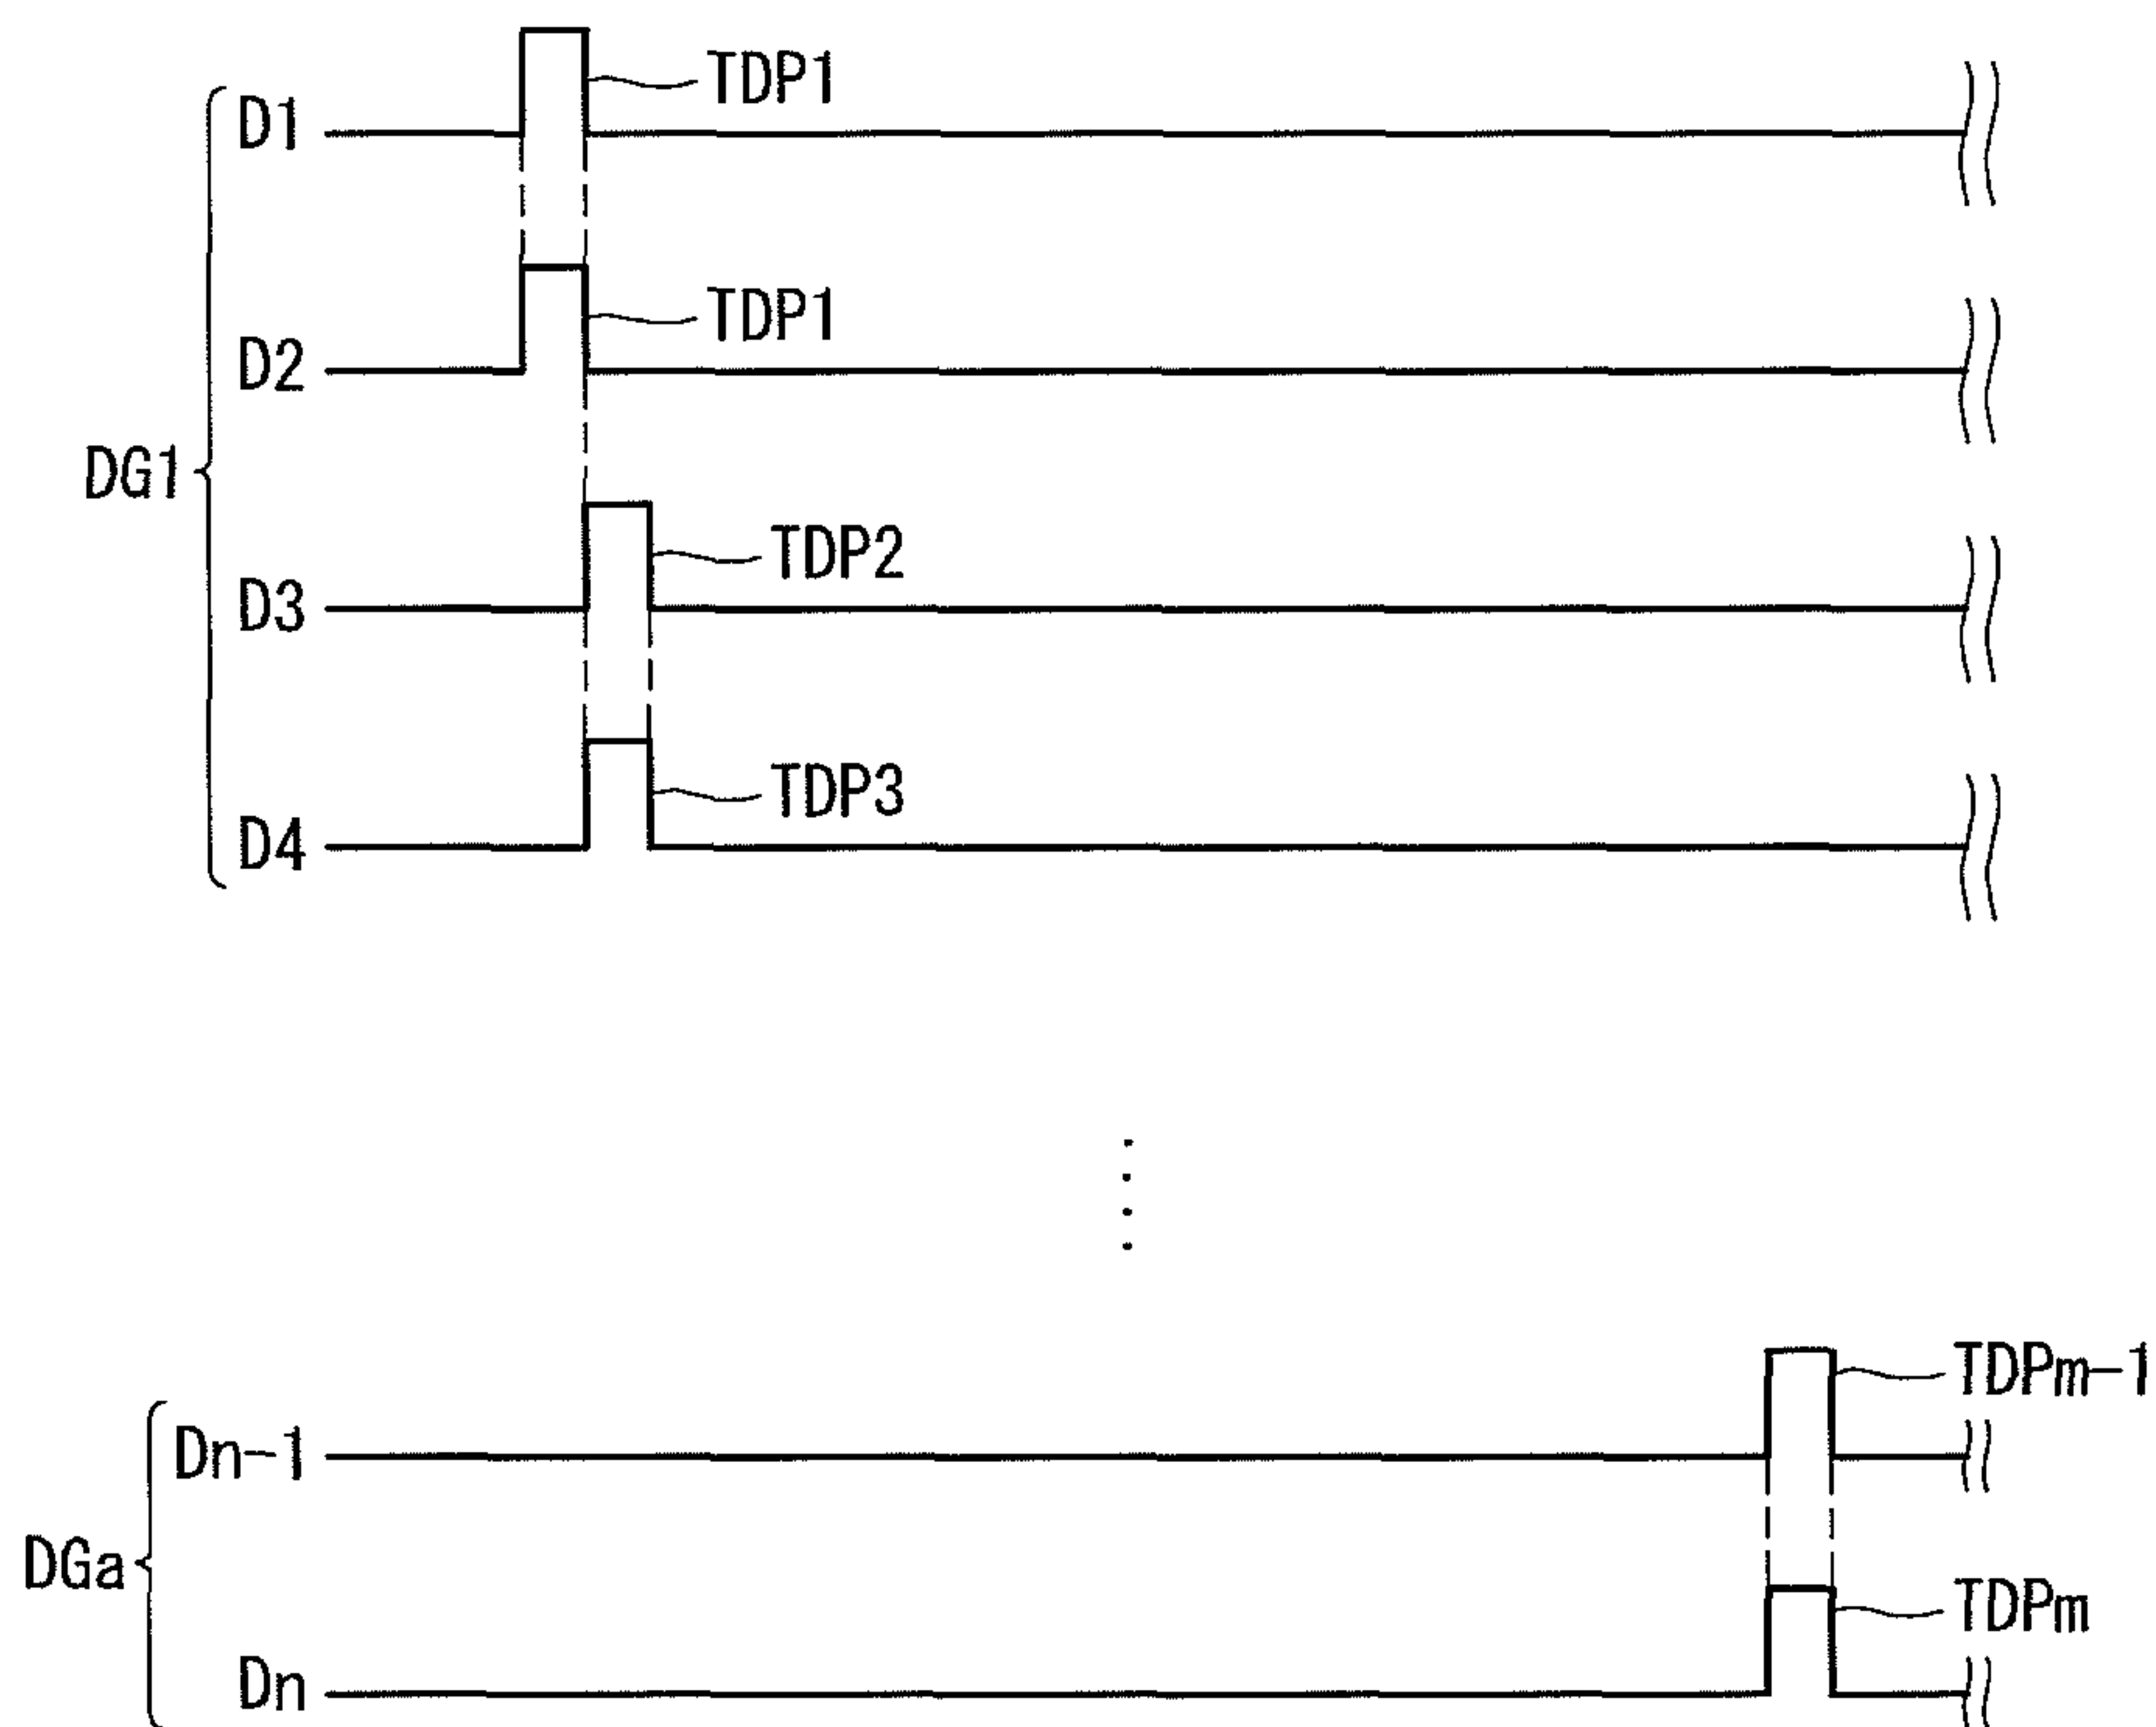 TDP1
D1
TDP1
D2
DG1
TDP2
D3
TDP3
D4
TDPm-1
Dn-1
DGa
TDPm
Dn